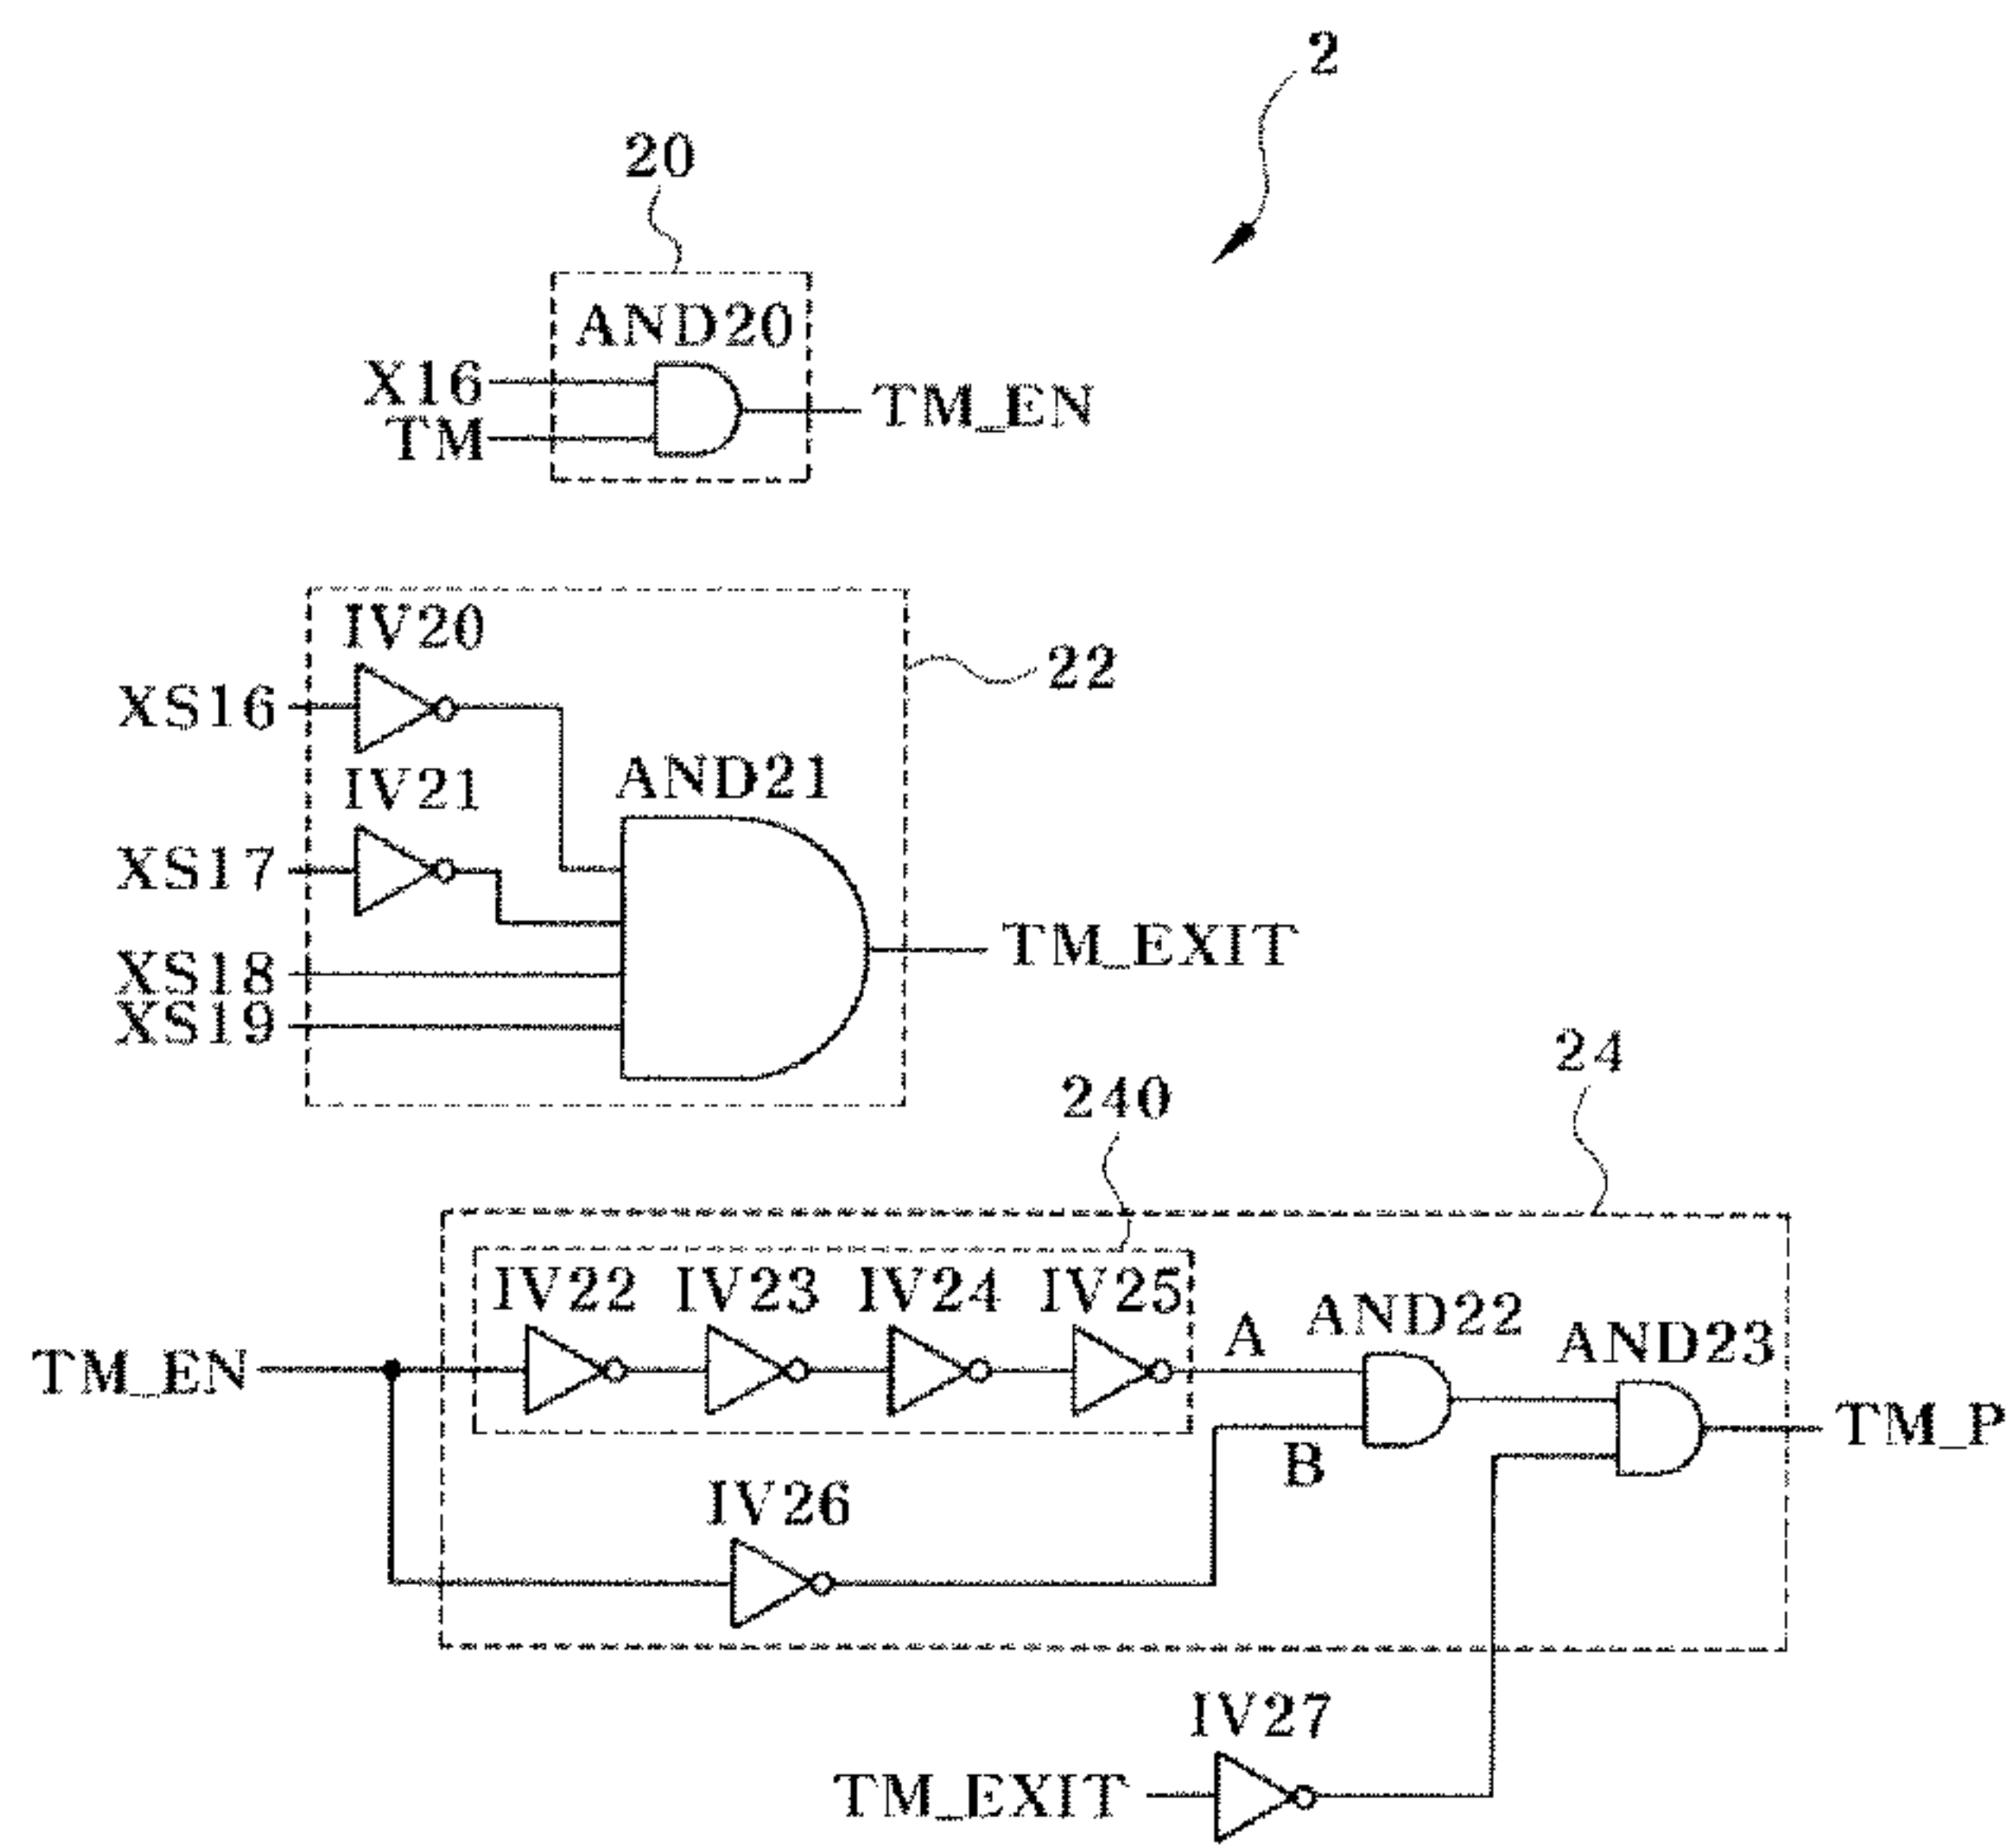 2
20
AND20
X16
TM
TM_EN
IV20
XS16
22
IV21
AND21
XS17
TM_EXIT
XS18
XS19
24
240
IV22 IV23 IV24 IV25
A
AND22
AND23
TM_EN
TM_P
B
IV26
IV27
TM_EXIT